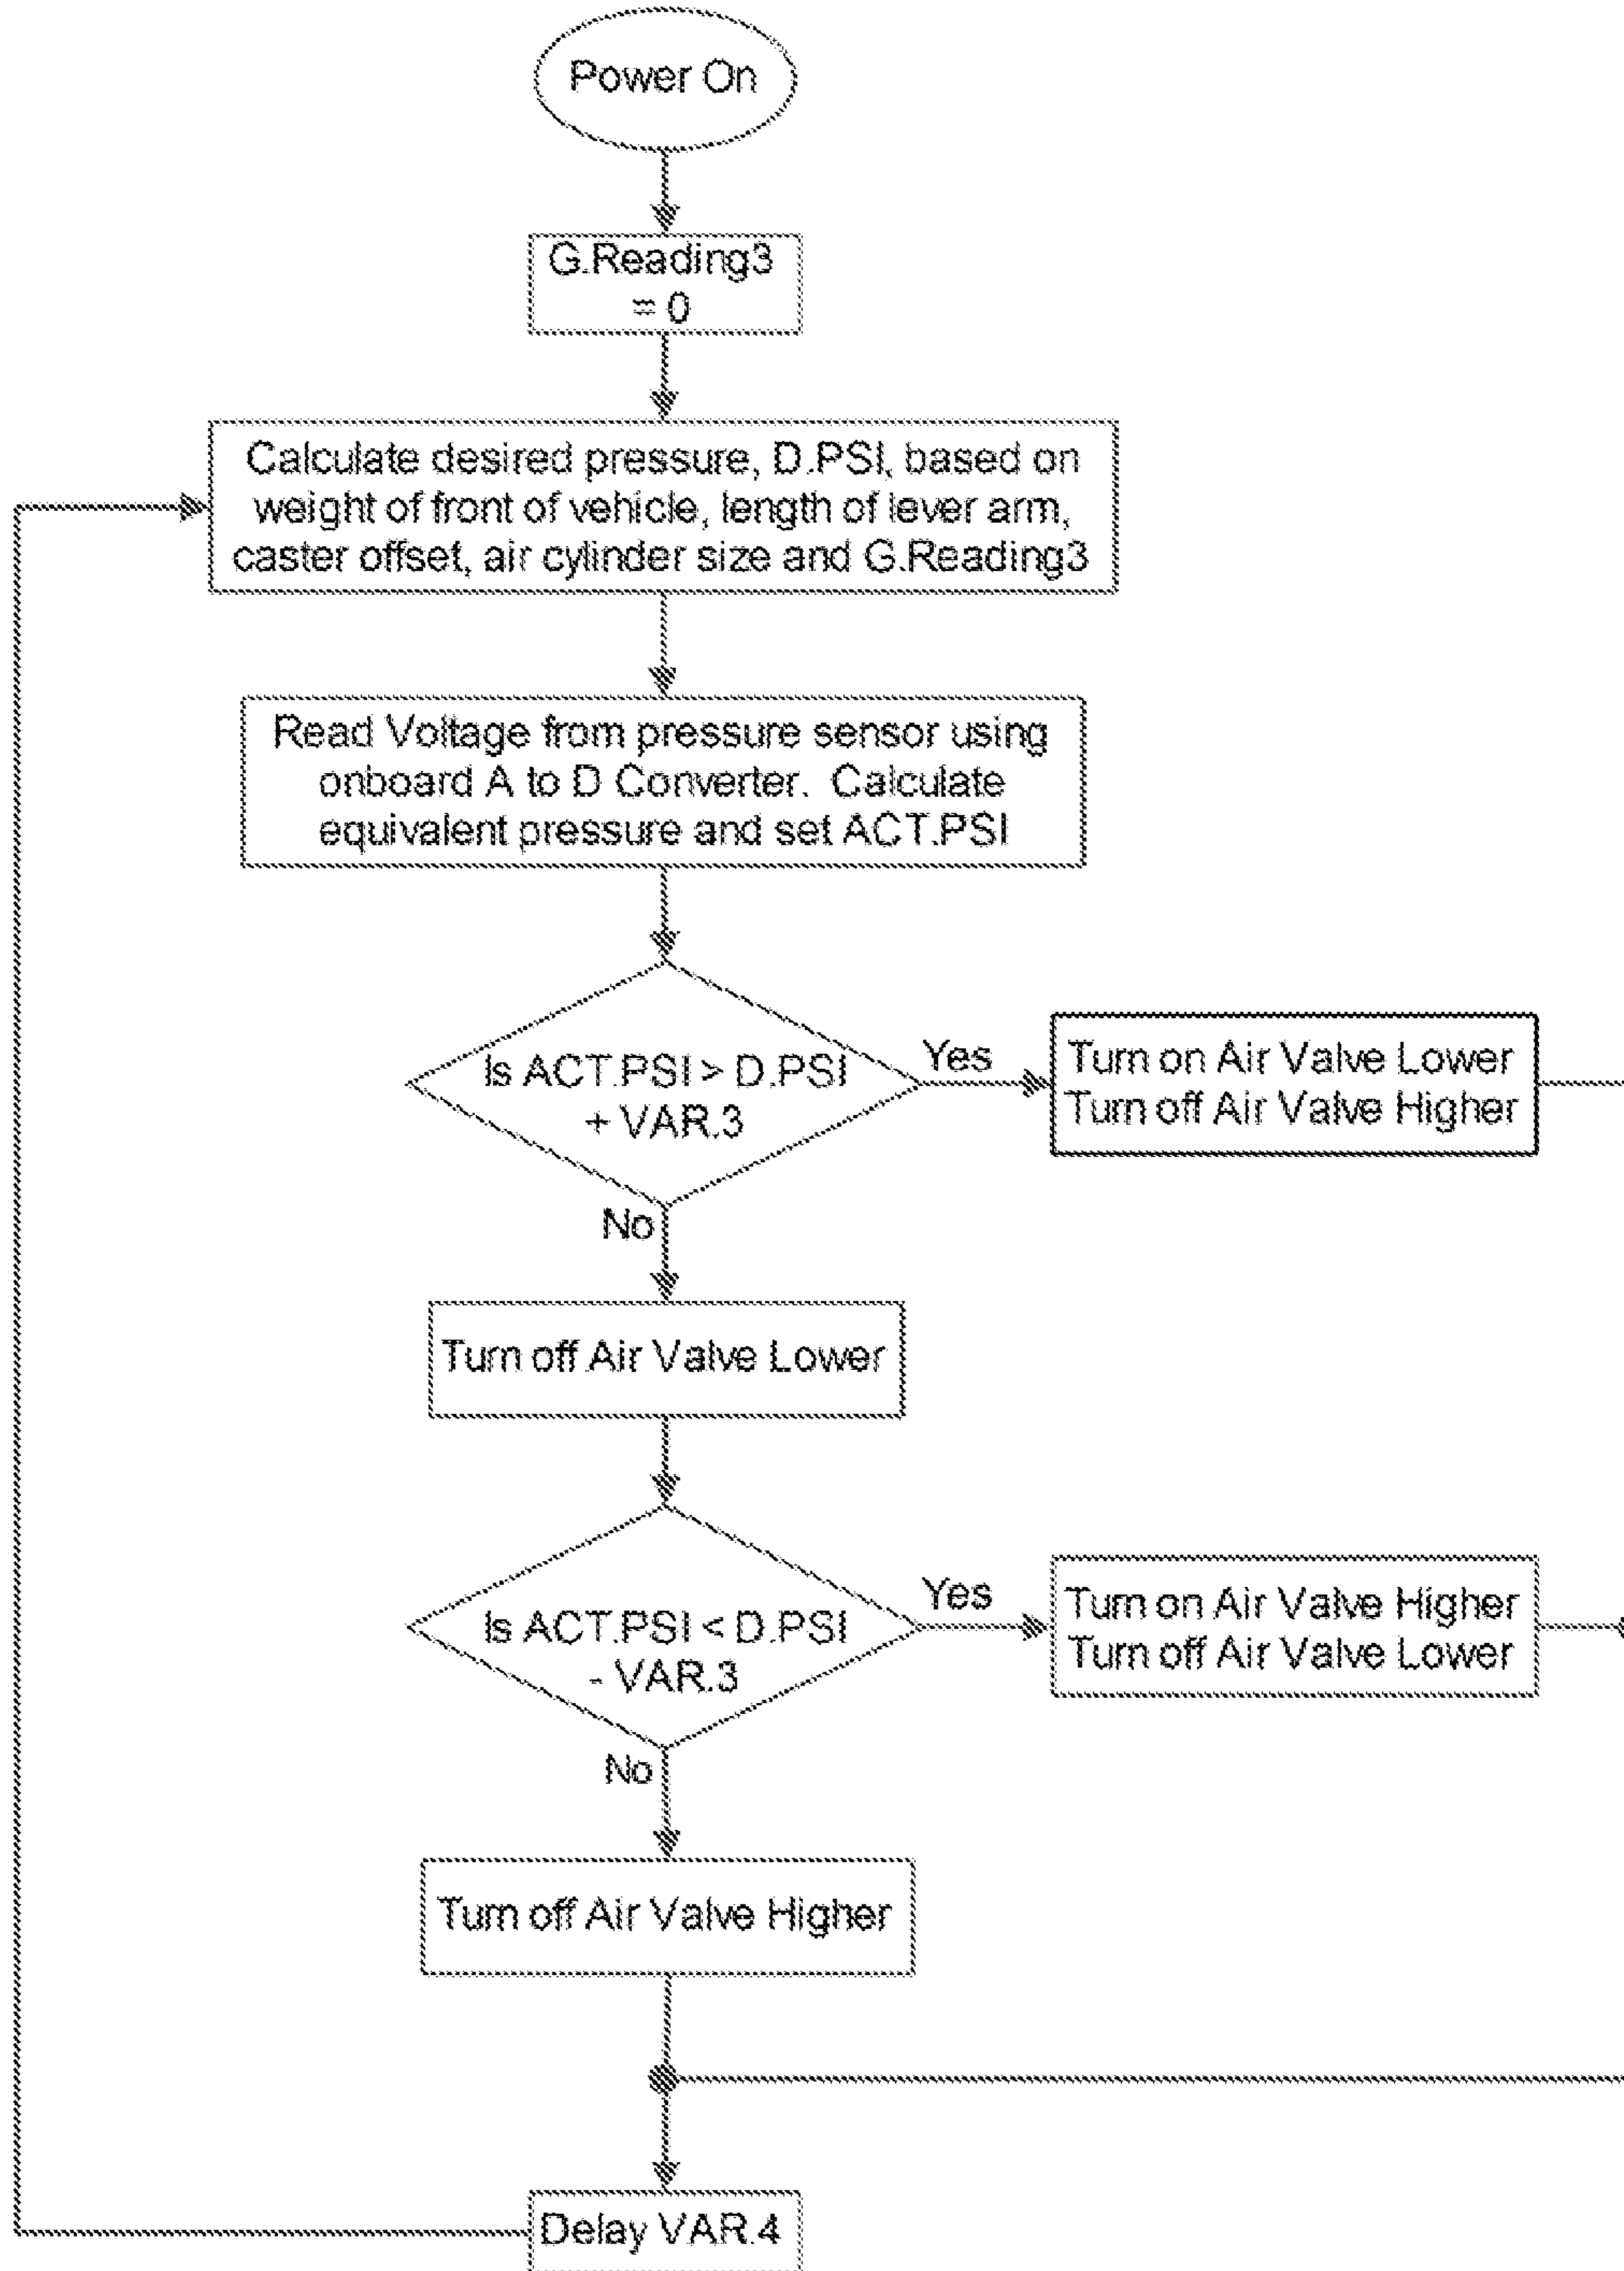 Power On
G.Reading3
= 0
Calculate desired pressure, D.PSI, based on
weight of front of vehicle, length of lever arm,
caster offset, air cylinder size and G.Reading3
Read Voltage from pressure sensor using
onboard A to D Converter. Calculate
equivalent pressure and set ACT.PSI
Is ACT.PSI > D.PSI
+ VAR.3
Yes
Turn on Air Valve Lower
Turn off Air Valve Higher
No
Turn off Air Valve Lower
Is ACT.PSI < D.PSI
- VAR.3
Yes
Turn on Air Valve Higher
Turn off Air Valve Lower
No
Turn off Air Valve Higher
Delay VAR.4